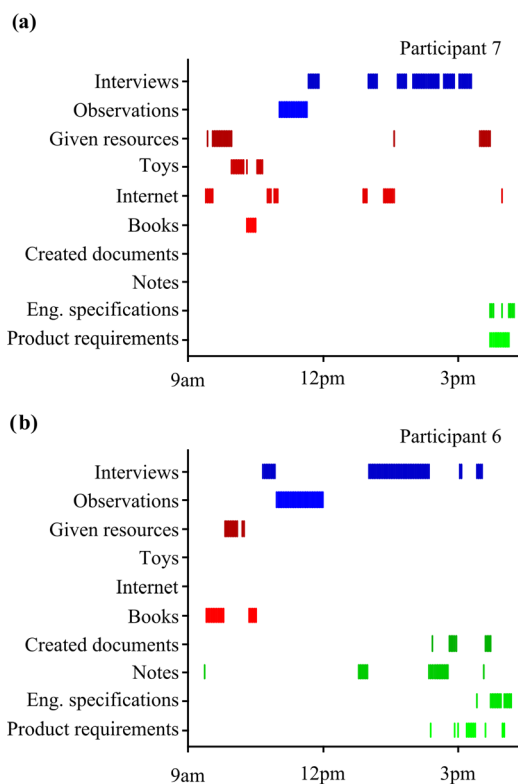 (a)
Participant 7
Interviews
Observations
Given resources
Toys
Internet
Books
Created documents
Notes
Eng. specifications
Product requirements
9am 12pm 3pm
(b)
Participant 6
Interviews
Observations
Given resources
Toys
Internet
Books
Created documents
Notes
Eng. specifications
Product requirements
9am 12pm 3pm